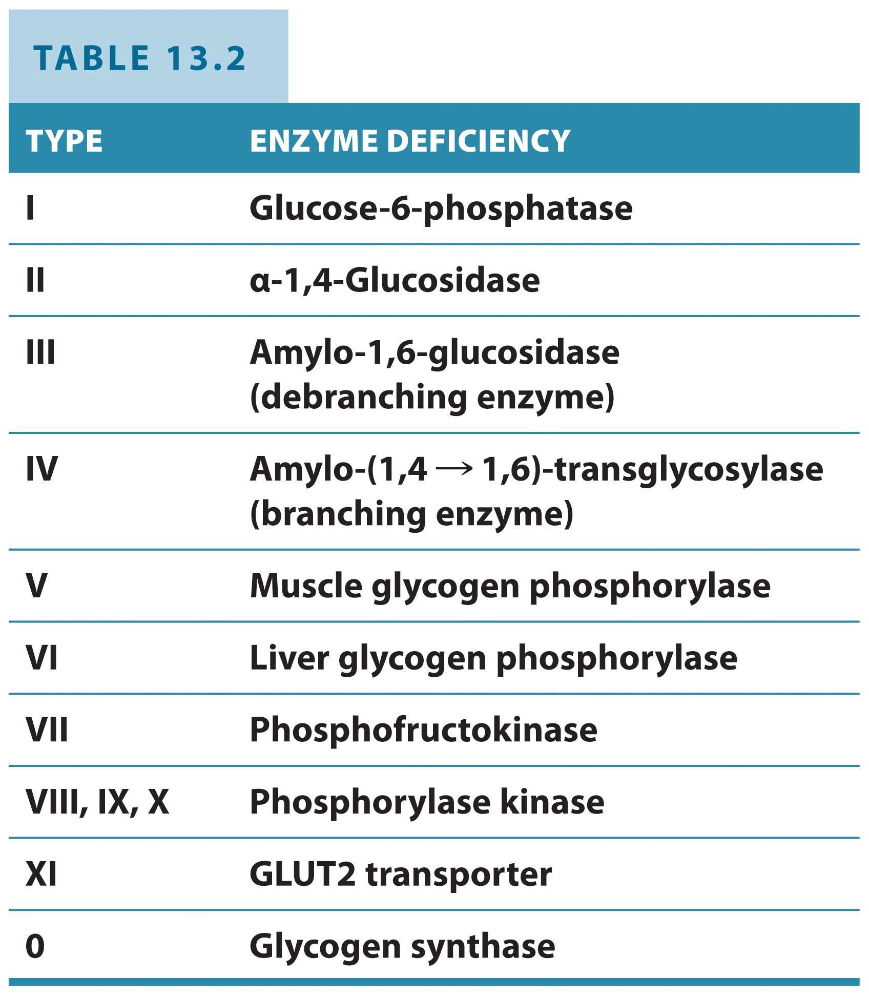 TABLE 13.2
TYPE ENZYME DEFICIENCY
I Glucose-6-phosphatase
II α-1,4-Glucosidase
III Amylo-1,6-glucosidase
(debranching enzyme)
IV Amylo-(1,4 → 1,6)-transglycosylase
(branching enzyme)
V Muscle glycogen phosphorylase
VI Liver glycogen phosphorylase
VII Phosphofructokinase
VIII, IX, X Phosphorylase kinase
XI GLUT2 transporter
0 Glycogen synthase